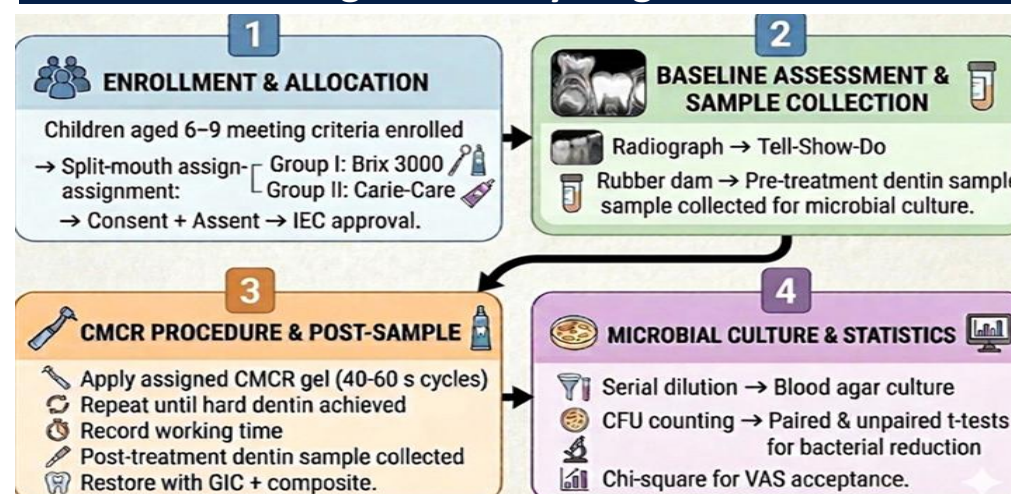 1
ENROLLMENT & ALLOCATION
Children aged 6–9 meeting criteria enrolled
→ Split-mouth assign-
assignment:
Group I: Brix 3000
Group II: Carie-Care
→ Consent + Assent → IEC approval.
2
BASELINE ASSESSMENT &
SAMPLE COLLECTION
Radiograph → Tell-Show-Do
Rubber dam → Pre-treatment dentin sample
sample collected for microbial culture.
3
CMCR PROCEDURE & POST-SAMPLE
Apply assigned CMCR gel (40-60 s cycles)
Repeat until hard dentin achieved
Record working time
Post-treatment dentin sample collected
Restore with GIC + composite.
4
MICROBIAL CULTURE & STATISTICS
Serial dilution → Blood agar culture
CFU counting → Paired & unpaired t-tests
for bacterial reduction
Chi-square for VAS acceptance.